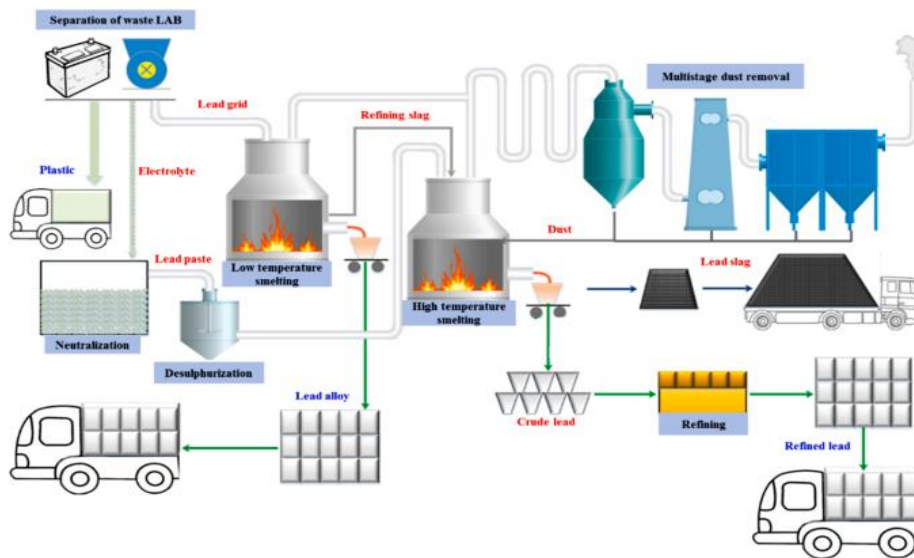 Separation of waste LAB
Multistage dust removal
Lead grid
Refining slag
Plastic
Electrolyte
Dust
Lead paste
Low temperature
smelting
Lead slag
High temperature
smelting
Neutralization
Desulphurization
Lead alloy
Crude lead
Refining
Refined lead